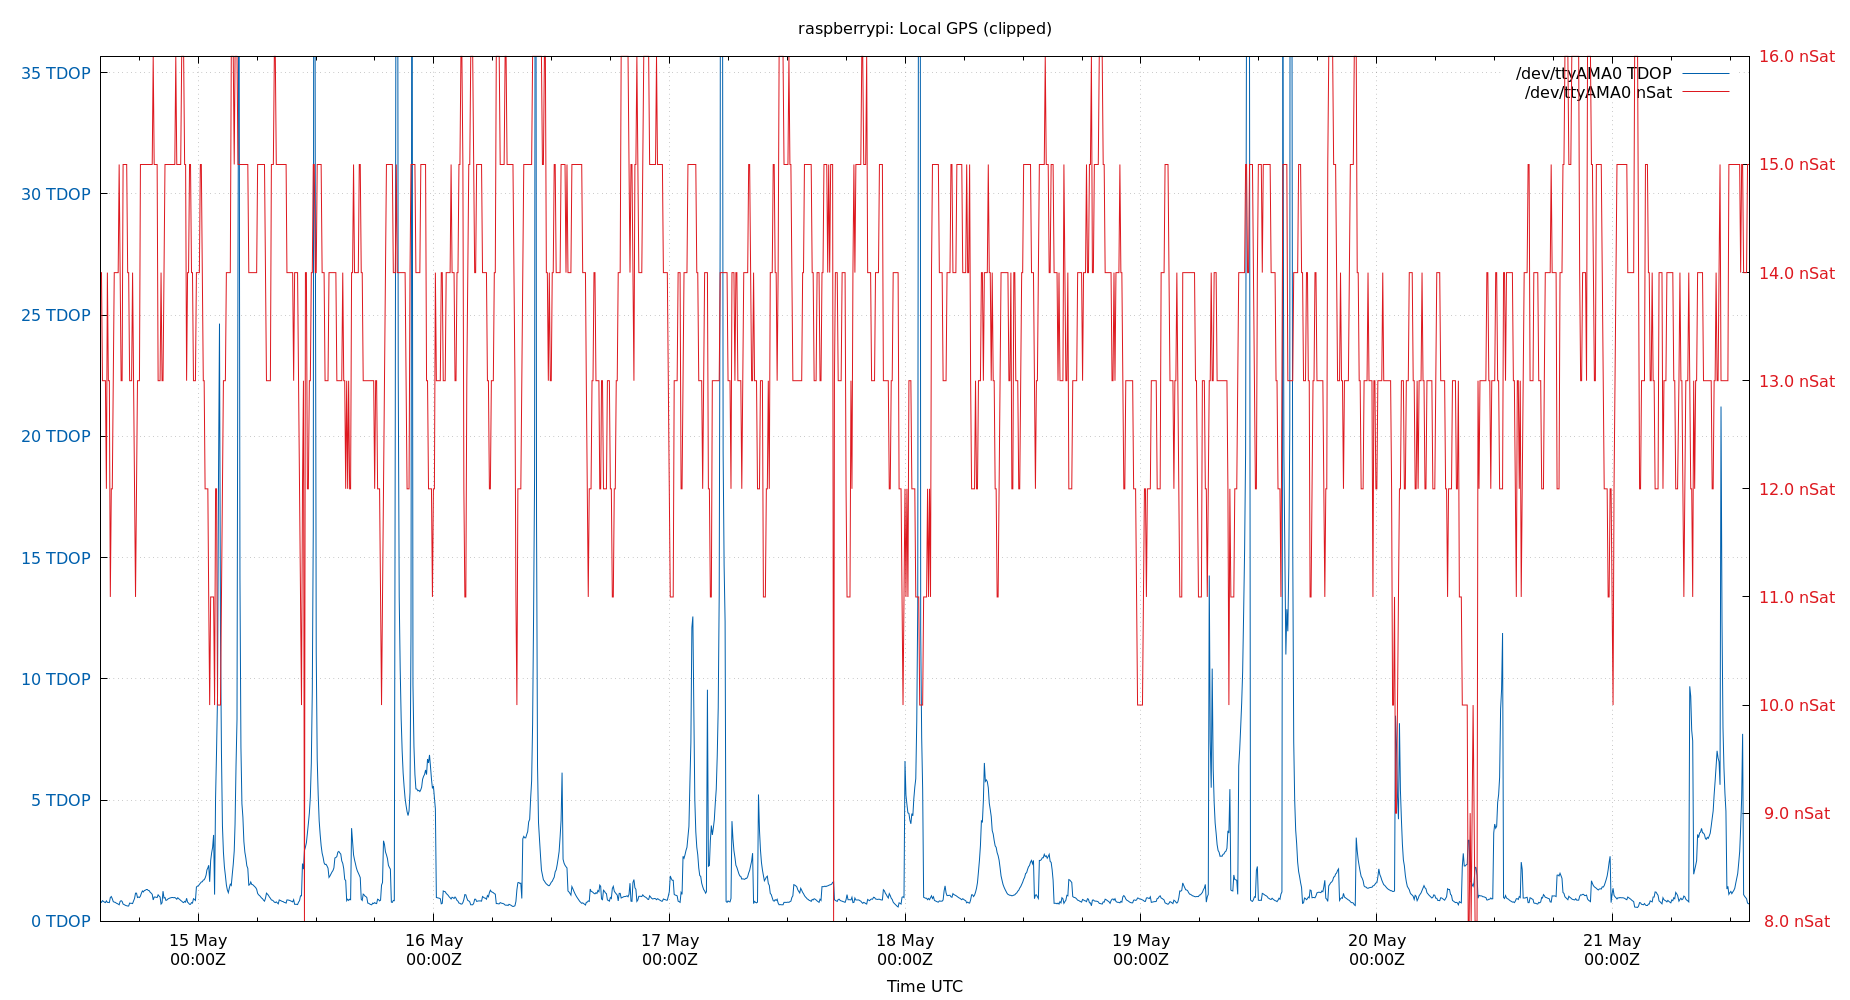 raspberrypi: Local GPS (clipped)
35 TDOP
30 TDOP
25 TDOP
20 TDOP
15 TDOP
10 TDOP
5 TDOP
0 TDOP
16.0 nSat
15.0 nSat
14.0 nSat
13.0 nSat
12.0 nSat
11.0 nSat
10.0 nSat
9.0 nSat
8.0 nSat
/dev/ttyAMA0 TDOP
/dev/ttyAMA0 nSat
15 May
00:00Z
16 May
00:00Z
17 May
00:00Z
18 May
00:00Z
19 May
00:00Z
20 May
00:00Z
21 May
00:00Z
Time UTC